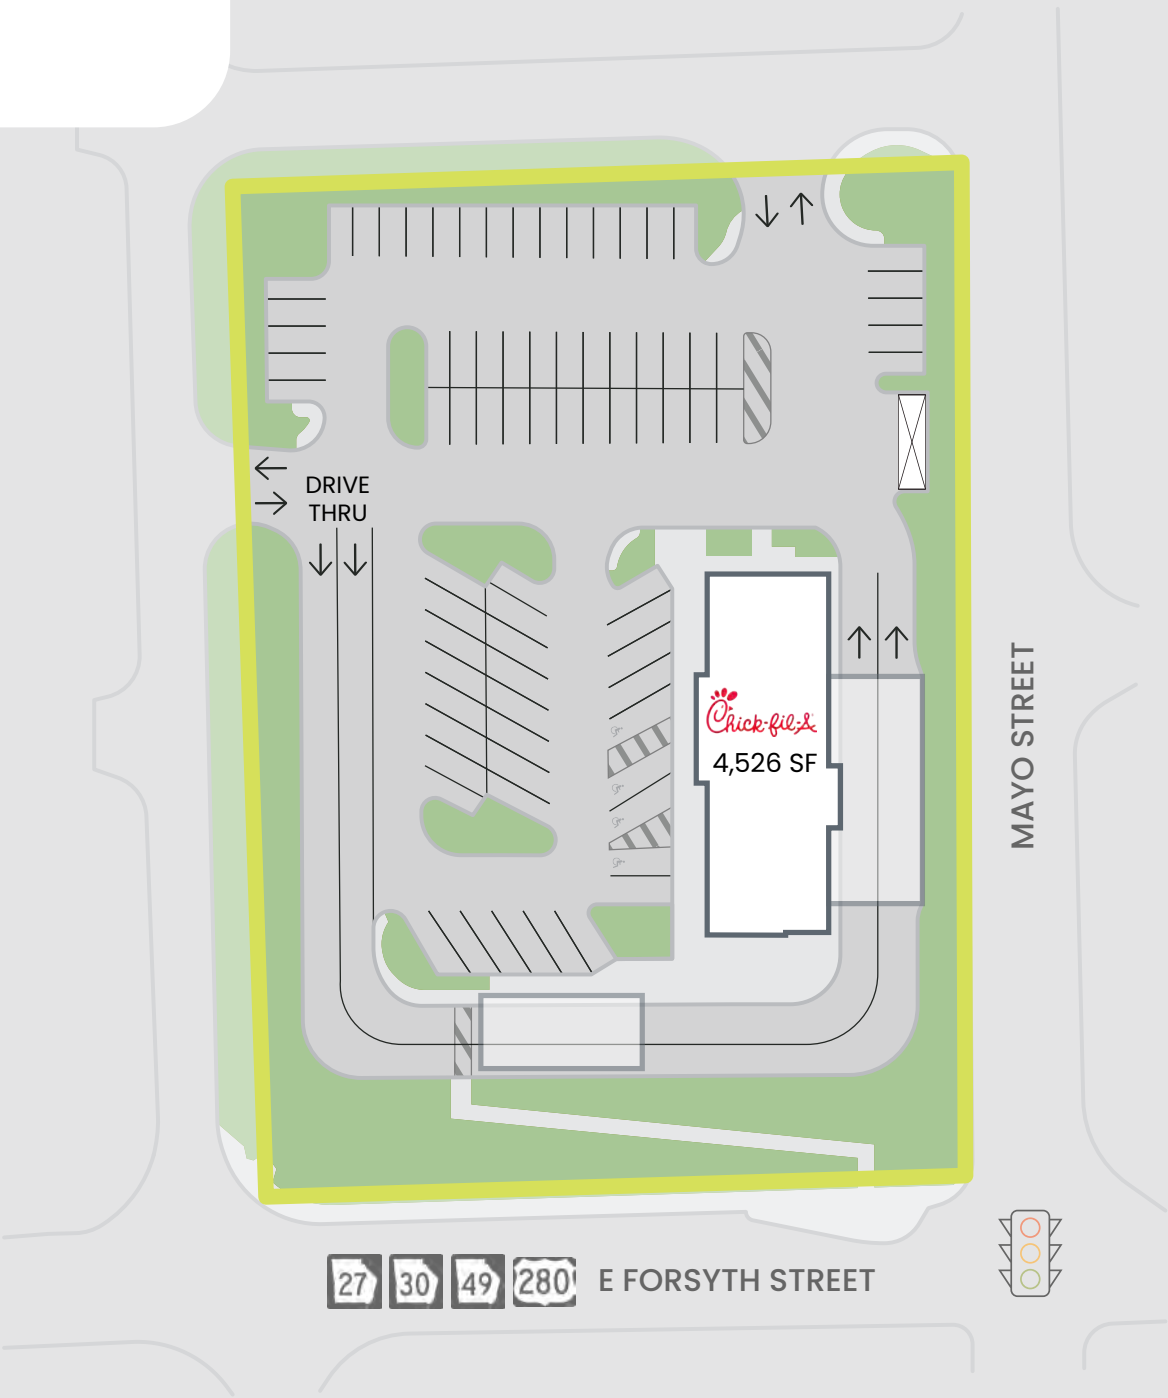 DRIVE
THRU
Chick-fil-A
4,526 SF
MAYO STREET
27 30 49 280 E FORSYTH STREET